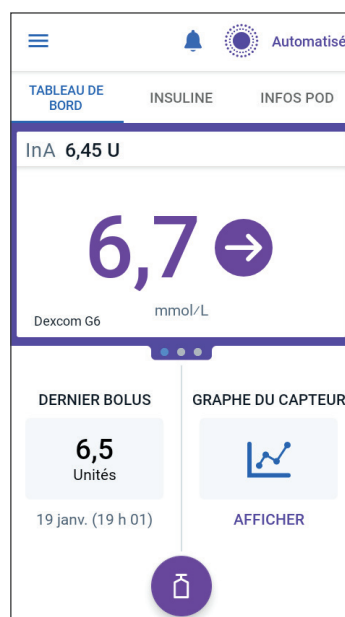 Automatisé
TABLEAU DE
BORD
INSULINE
INFOS POD
InA 6,45 U
6,7
mmol/L
Dexcom G6
DERNIER BOLUS
GRAPHE DU CAPTEUR
6,5
Unités
19 janv. (19 h 01)
AFFICHER